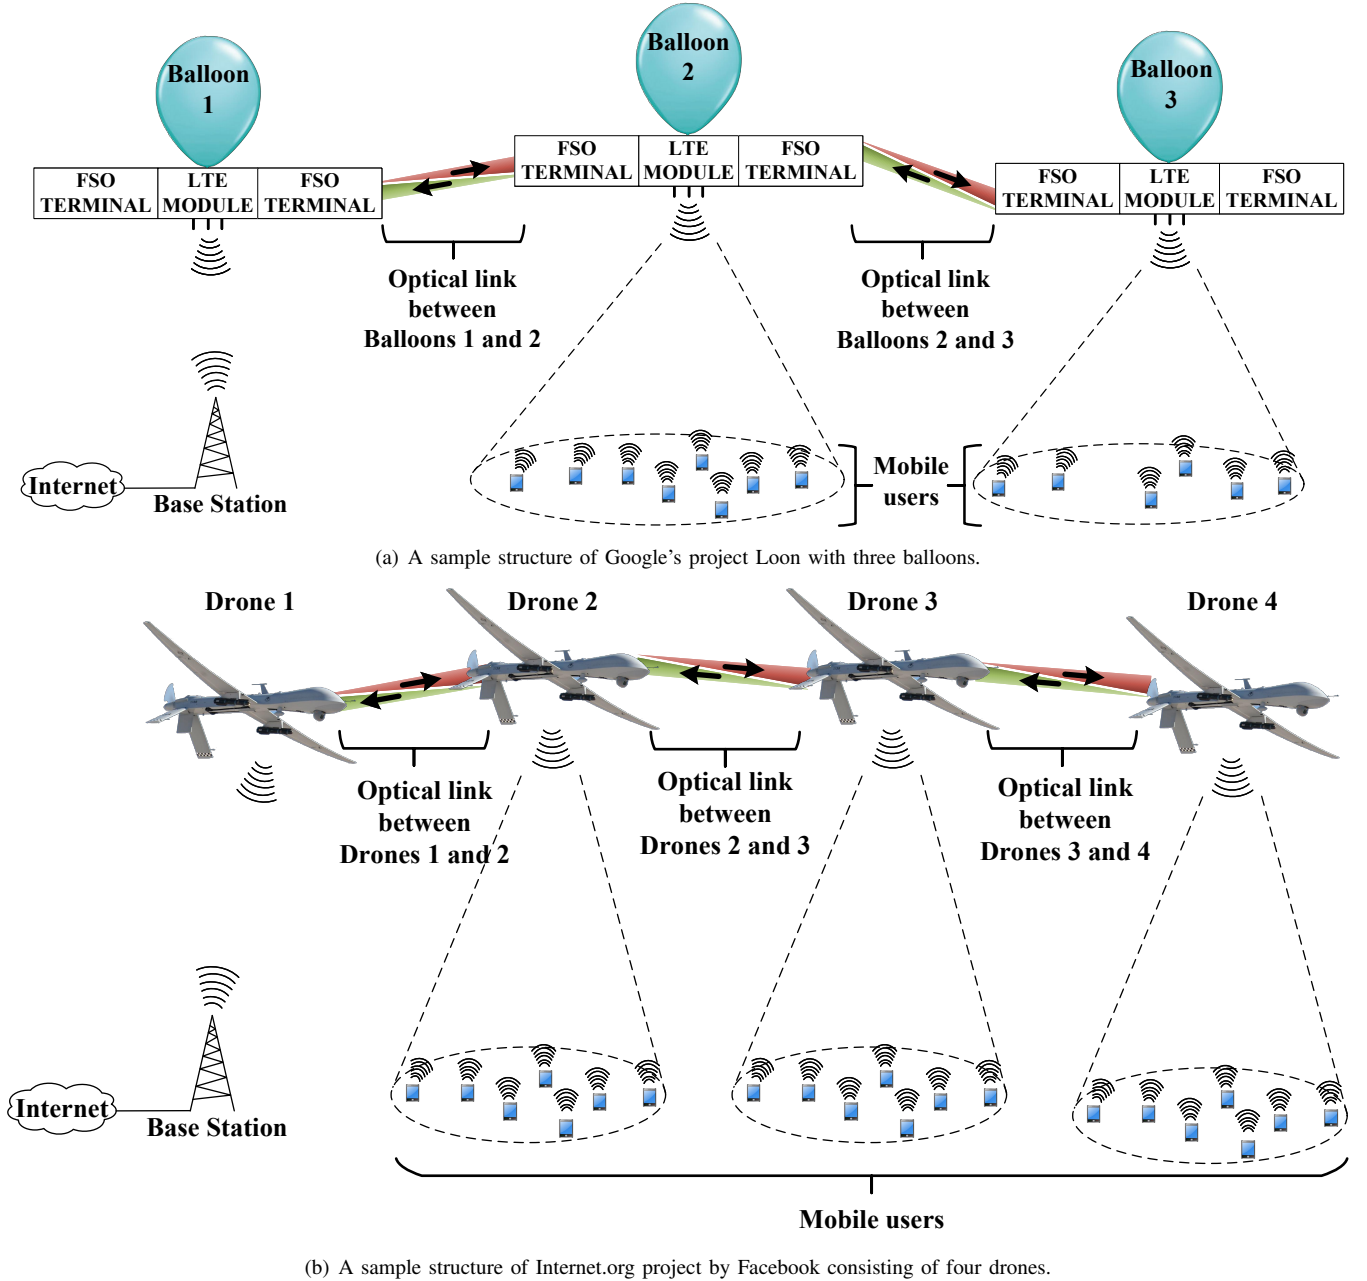 Balloon
1
Balloon
2
Balloon
3
FSO
TERMINAL
LTE
MODULE
FSO
TERMINAL
FSO
TERMINAL
LTE
MODULE
FSO
TERMINAL
FSO
TERMINAL
LTE
MODULE
FSO
TERMINAL
Optical link
between
Balloons 1 and 2
Optical link
between
Balloons 2 and 3
Internet
Base Station
Mobile
users
(a) A sample structure of Google's project Loon with three balloons.
Drone 1
Drone 2
Drone 3
Drone 4
Optical link
between
Drones 1 and 2
Optical link
between
Drones 2 and 3
Optical link
between
Drones 3 and 4
Internet
Base Station
Mobile users
(b) A sample structure of Internet.org project by Facebook consisting of four drones.